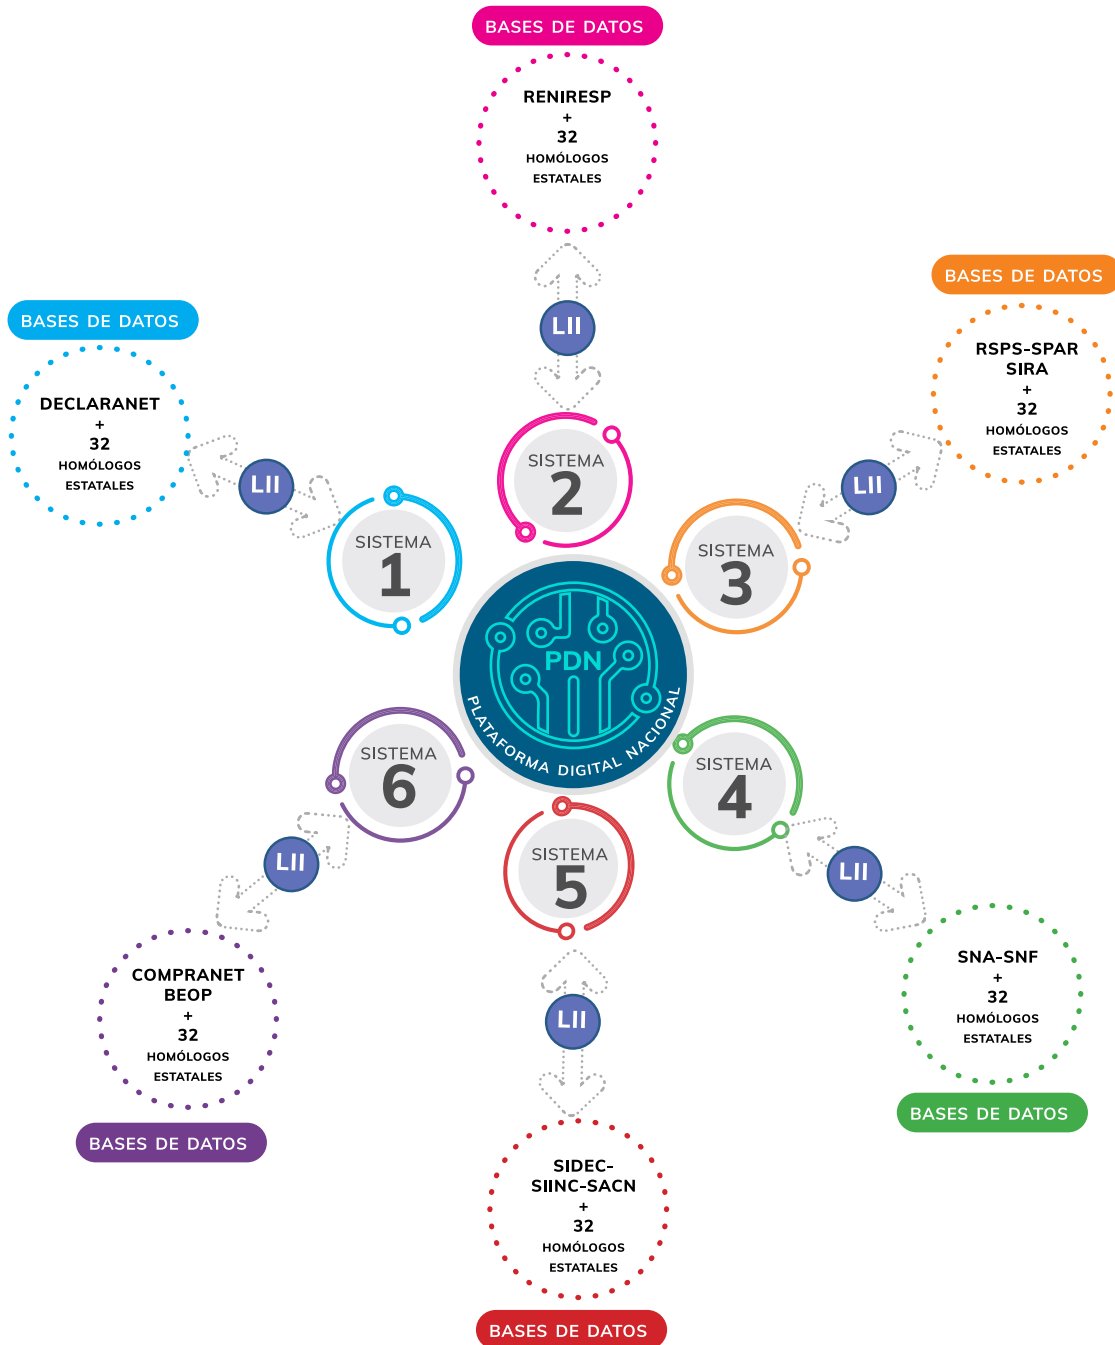 BASES DE DATOS
RENIRESP
+
32
HOMÓLOGOS
ESTATALES
LII
SISTEMA
2
BASES DE DATOS
DECLARANET
+
32
HOMÓLOGOS
ESTATALES
LII
SISTEMA
1
BASES DE DATOS
RSPS-SPAR
SIRA
+
32
HOMÓLOGOS
ESTATALES
LII
SISTEMA
3
PDN
PLATAFORMA DIGITAL NACIONAL
SISTEMA
6
LII
COMPRANET
BEOP
+
32
HOMÓLOGOS
ESTATALES
BASES DE DATOS
SISTEMA
4
LII
SNA-SNF
+
32
HOMÓLOGOS
ESTATALES
BASES DE DATOS
SISTEMA
5
LII
SIDEC-
SIINC-SACN
+
32
HOMÓLOGOS
ESTATALES
BASES DE DATOS